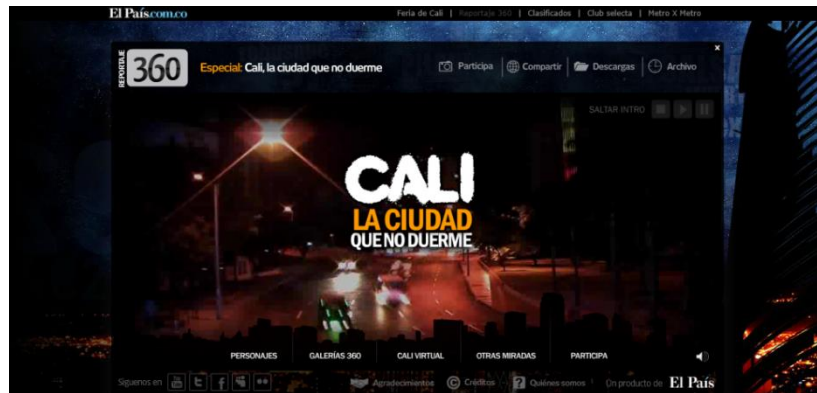 El País.com.co
Feria de Cali | Reportaje 360 | Clasificados | Club selecta | Metro X Metro
REPORTAJE 360 Especial: Cali, la ciudad que no duerme Participa Compartir Descargas Archivo
SALTAR INTRO
CALI
LA CIUDAD
QUE NO DUERME
PERSONAJES GALERÍAS 360 CALI VIRTUAL OTRAS MIRADAS PARTICIPA
Síguenos en Agradecimientos Créditos Quiénes somos Un producto de El País